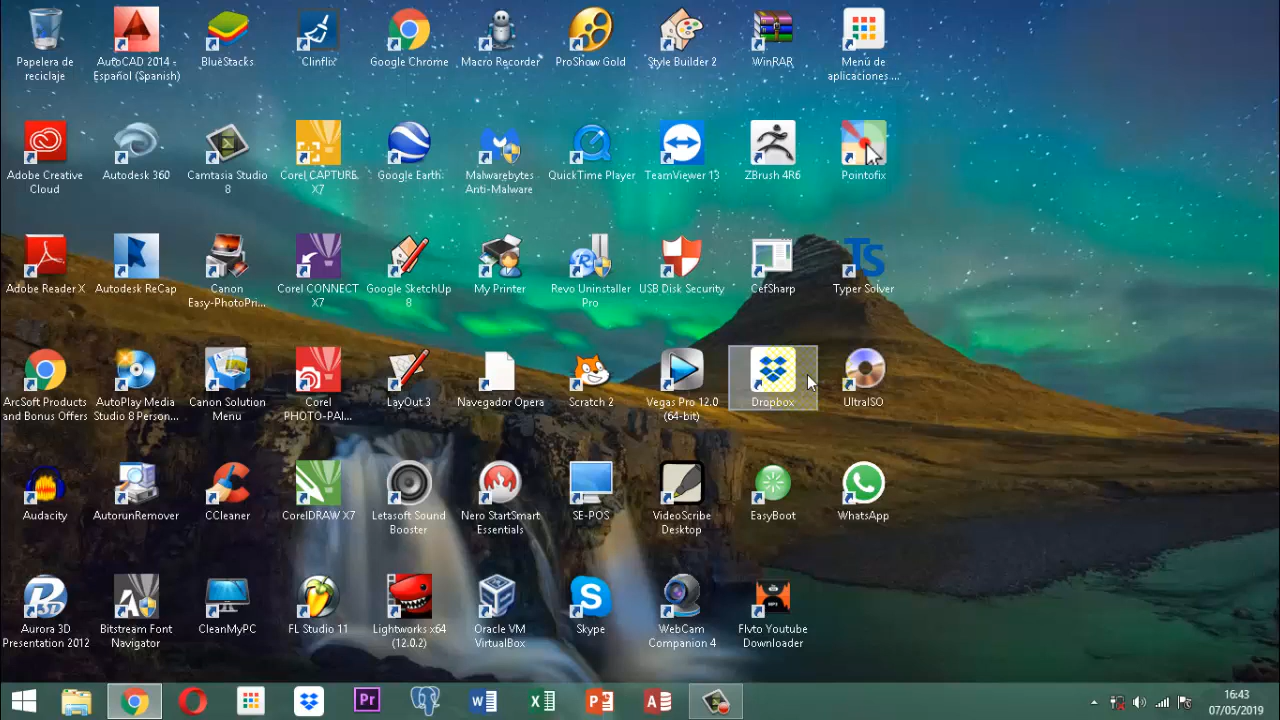 Papelera de
reciclaje
AutoCAD 2014 -
Español (Spanish)
BlueStacks
Clinflix
Google Chrome
Macro Recorder
ProShow Gold
Style Builder 2
WinRAR
Menú de
aplicaciones ...
Adobe Creative
Cloud
Autodesk 360
Camtasia Studio
8
Corel CAPTURE
X7
Google Earth
Malwarebytes
Anti-Malware
QuickTime Player
TeamViewer 13
ZBrush 4R6
Pointofix
Adobe Reader X
Autodesk ReCap
Canon
Easy-PhotoPri...
Corel CONNECT
X7
Google SketchUp
8
My Printer
Revo Uninstaller
Pro
USB Disk Security
CefSharp
TS
Typer Solver
ArcSoft Products
and Bonus Offers
AutoPlay Media
Studio 8 Person...
Canon Solution
Menu
Corel
PHOTO-PAI...
LayOut 3
Navegador Opera
Scratch 2
Vegas Pro 12.0
(64-bit)
Dropbox
UltraISO
Audacity
AutorunRemover
CCleaner
CorelDRAW X7
Letasoft Sound
Booster
Nero StartSmart
Essentials
SE-POS
VideoScribe
Desktop
EasyBoot
WhatsApp
Aurora 3D
Presentation 2012
Bitstream Font
Navigator
CleanMyPC
FL Studio 11
Lightworks x64
(12.0.2)
Oracle VM
VirtualBox
Skype
WebCam
Companion 4
Flvto Youtube
Downloader
Pr
16:43
07/05/2019